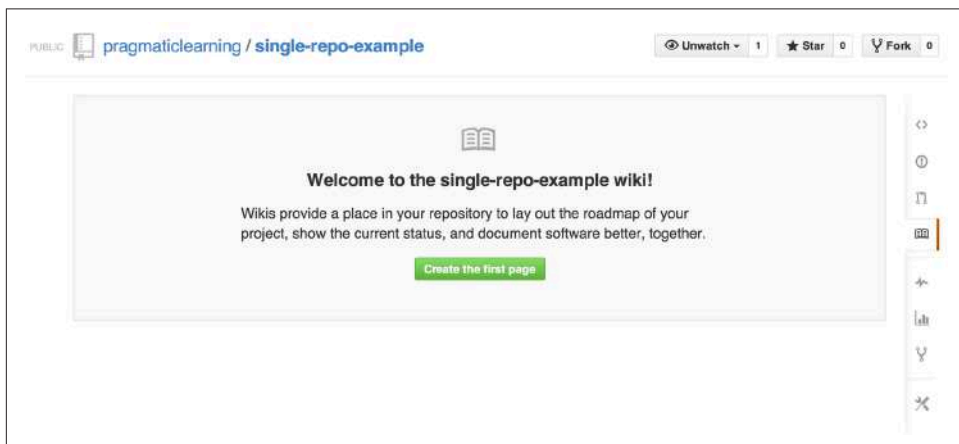 PUBLIC pragmaticlearning / single-repo-example
Unwatch 1 Star 0 Fork 0
Welcome to the single-repo-example wiki!
Wikis provide a place in your repository to lay out the roadmap of your
project, show the current status, and document software better, together.
Create the first page